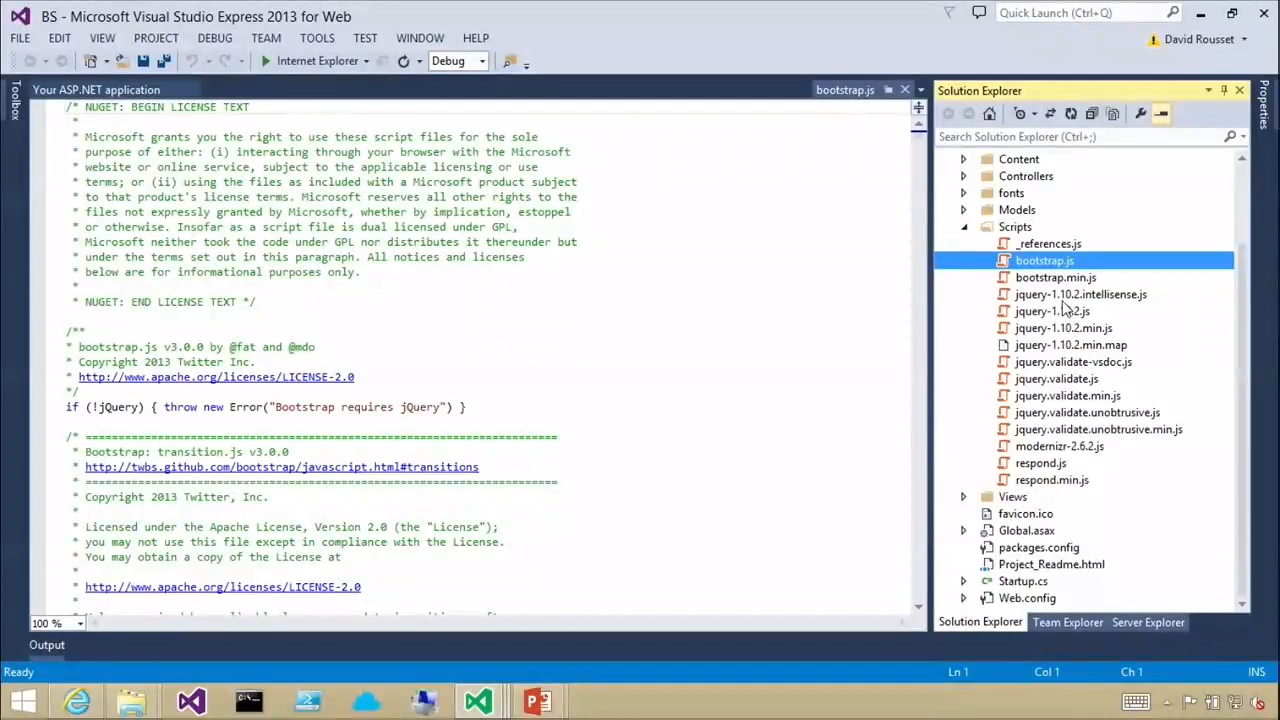 BS - Microsoft Visual Studio Express 2013 for Web
Quick Launch (Ctrl+Q)
FILE EDIT VIEW PROJECT DEBUG TEAM TOOLS TEST WINDOW HELP
David Rousset
Internet Explorer
Debug
Toolbox
Your ASP.NET application
bootstrap.js
/* NUGET: BEGIN LICENSE TEXT
*
* Microsoft grants you the right to use these script files for the sole
* purpose of either: (i) interacting through your browser with the Microsoft
* website or online service, subject to the applicable licensing or use
* terms; or (ii) using the files as included with a Microsoft product subject
* to that product's license terms. Microsoft reserves all other rights to the
* files not expressly granted by Microsoft, whether by implication, estoppel
* or otherwise. Insofar as a script file is dual licensed under GPL,
* Microsoft neither took the code under GPL nor distributes it thereunder but
* under the terms set out in this paragraph. All notices and licenses
* below are for informational purposes only.
*
* NUGET: END LICENSE TEXT */
/**
* bootstrap.js v3.0.0 by @fat and @mdo
* Copyright 2013 Twitter Inc.
* http://www.apache.org/licenses/LICENSE-2.0
*/
if (!jQuery) { throw new Error("Bootstrap requires jQuery") }
/* ========================================================================
* Bootstrap: transition.js v3.0.0
* http://twbs.github.com/bootstrap/javascript.html#transitions
* ========================================================================
* Copyright 2013 Twitter, Inc.
*
* Licensed under the Apache License, Version 2.0 (the "License");
* you may not use this file except in compliance with the License.
* You may obtain a copy of the License at
*
* http://www.apache.org/licenses/LICENSE-2.0
*
100 %
Solution Explorer
Search Solution Explorer (Ctrl+;)
Content
Controllers
fonts
Models
Scripts
_references.js
bootstrap.js
bootstrap.min.js
jquery-1.10.2.intellisense.js
jquery-1.10.2.js
jquery-1.10.2.min.js
jquery-1.10.2.min.map
jquery.validate-vsdoc.js
jquery.validate.js
jquery.validate.min.js
jquery.validate.unobtrusive.js
jquery.validate.unobtrusive.min.js
modernizr-2.6.2.js
respond.js
respond.min.js
Views
favicon.ico
Global.asax
packages.config
Project_Readme.html
Startup.cs
Web.config
Solution Explorer Team Explorer Server Explorer
Properties
Output
Ready Ln 1 Col 1 Ch 1 INS